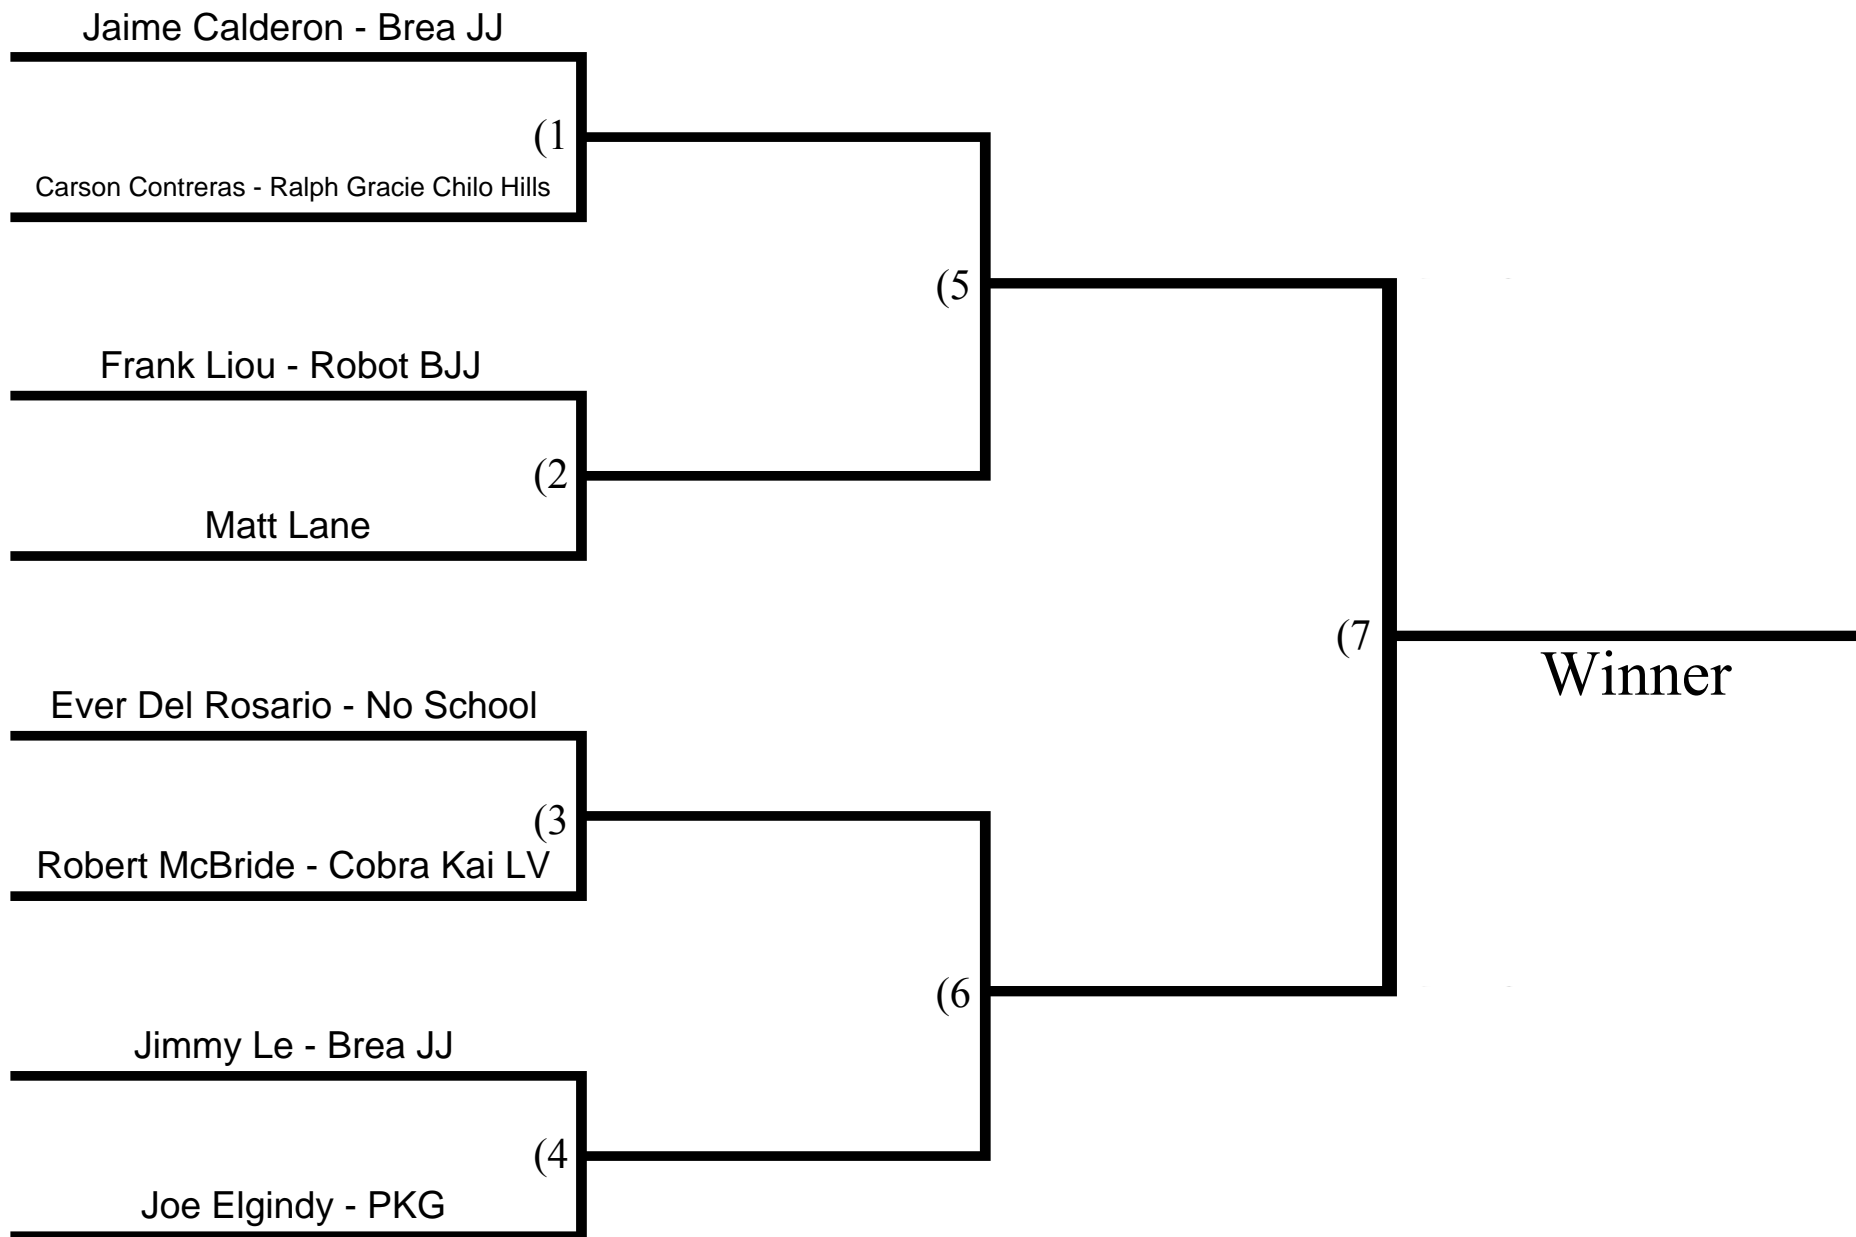 Jaime Calderon - Brea JJ
(1
Carson Contreras - Ralph Gracie Chilo Hills
(5
Frank Liou - Robot BJJ
(2
Matt Lane
(7
Winner
Ever Del Rosario - No School
(3
Robert McBride - Cobra Kai LV
(6
Jimmy Le - Brea JJ
(4
Joe Elgindy - PKG